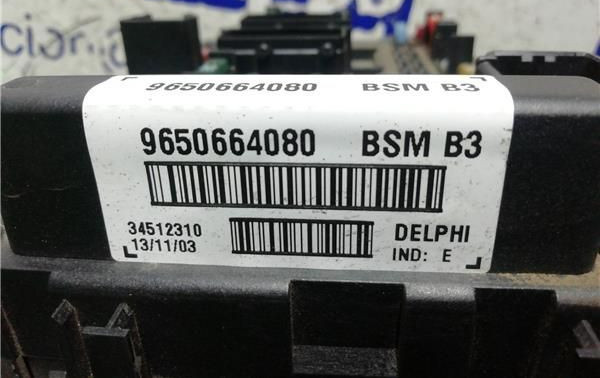 9650664080 BSM B3
9650664080 BSM B3
34512310
13/11/03
DELPHI
IND: E